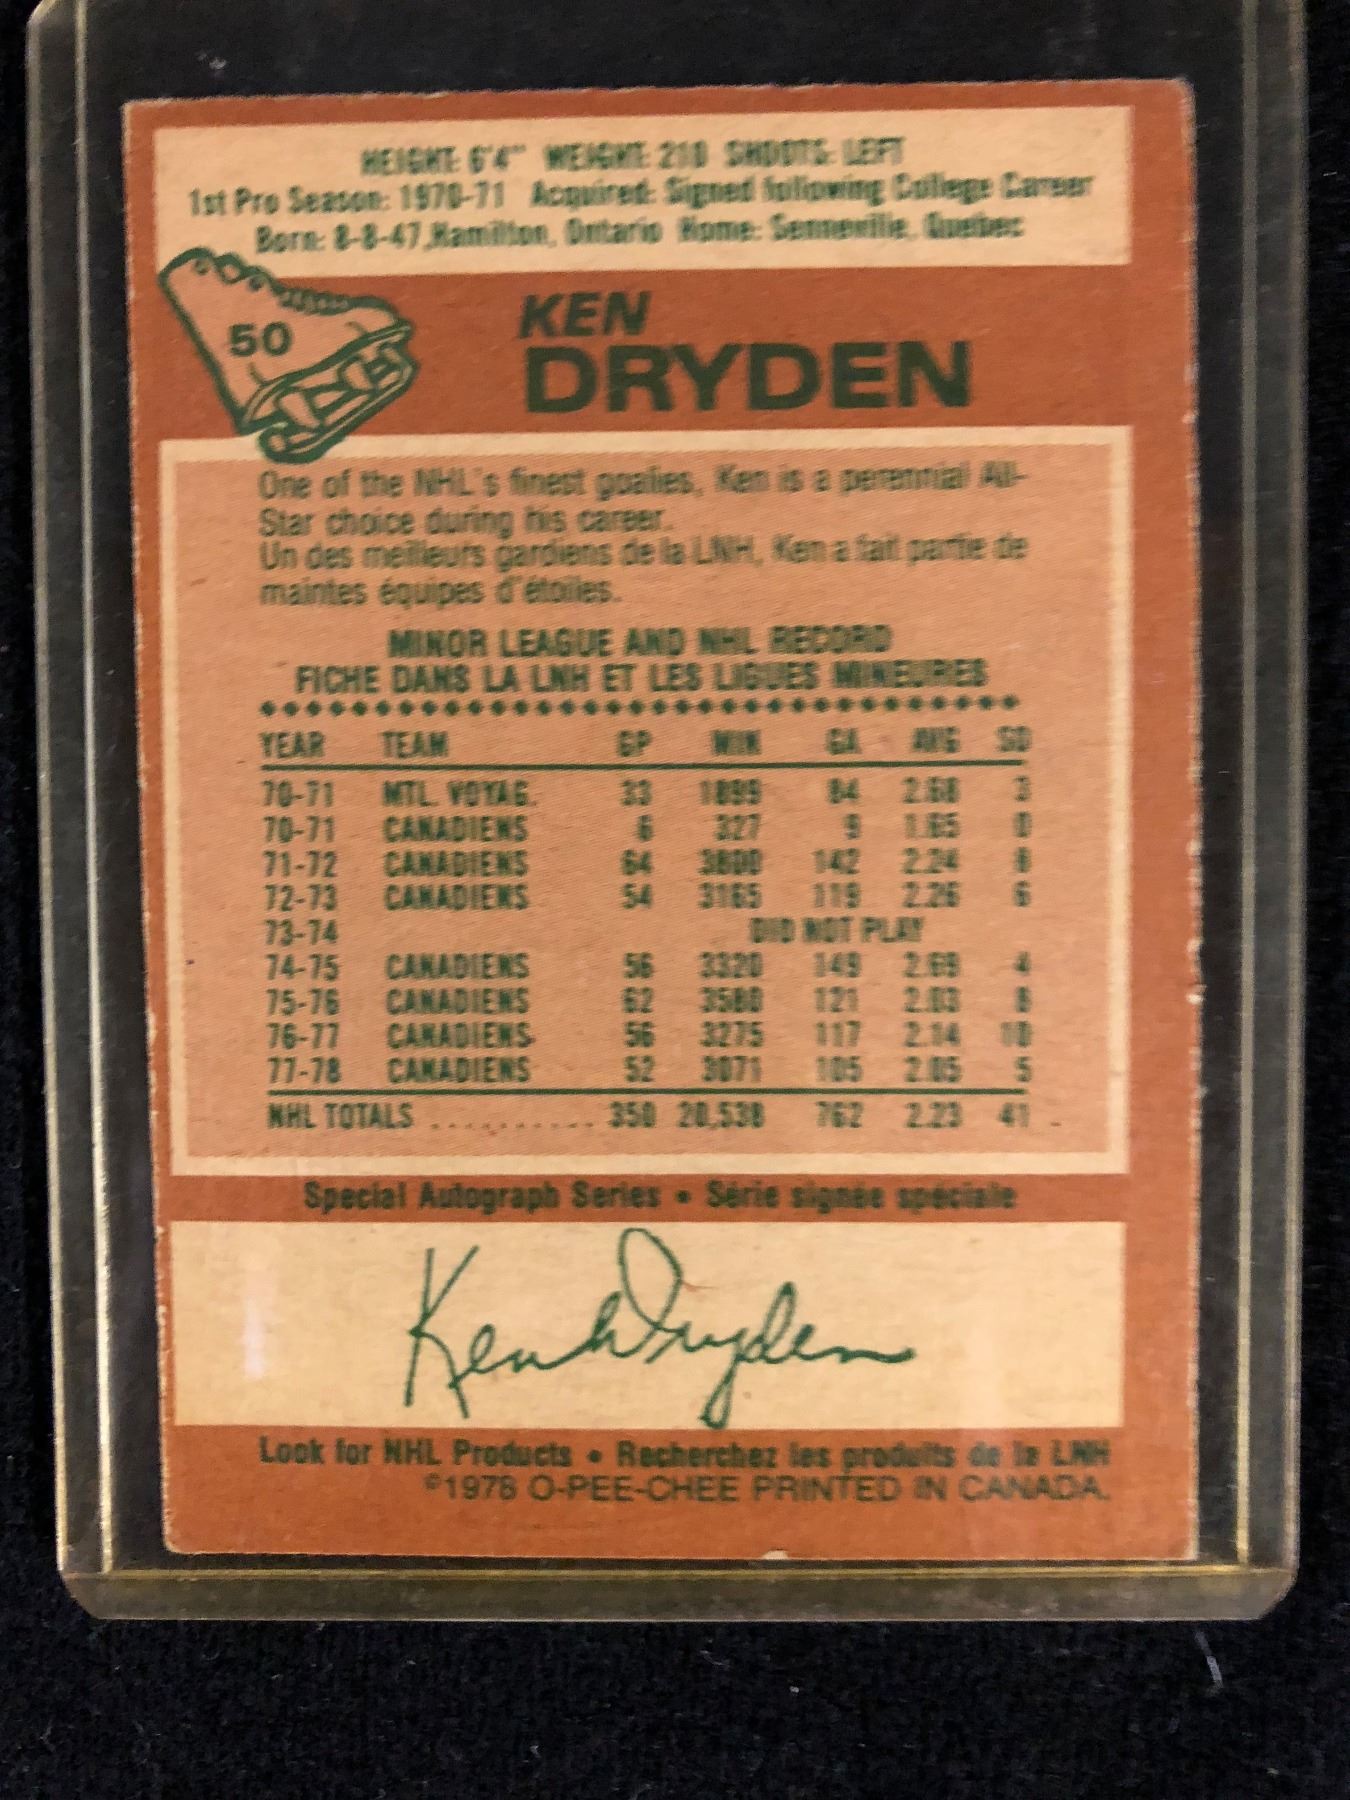 HEIGHT: 6'4" WEIGHT: 210 SHOOTS: LEFT
1st Pro Season: 1970-71 Acquired: Signed following College Career
Born: 8-8-47, Hamilton, Ontario Home: Senneville, Quebec
50
KEN
DRYDEN
One of the NHL's finest goalies, Ken is a perennial All-
Star choice during his career.
Un des meilleurs gardiens de la LNH, Ken a fait partie de
maintes équipes d'étoiles.
MINOR LEAGUE AND NHL RECORD
FICHE DANS LA LNH ET LES LIGUES MINEURES
YEAR TEAM GP MIN GA AVG SO
70-71 MTL. VOYAG. 33 1899 84 2.68 3
70-71 CANADIENS 6 327 9 1.65 0
71-72 CANADIENS 64 3800 142 2.24 8
72-73 CANADIENS 54 3165 119 2.26 6
73-74 DID NOT PLAY
74-75 CANADIENS 56 3320 149 2.69 4
75-76 CANADIENS 62 3580 121 2.03 8
76-77 CANADIENS 56 3275 117 2.14 10
77-78 CANADIENS 52 3071 105 2.05 5
NHL TOTALS .......... 350 20,538 762 2.23 41
Special Autograph Series • Série signée spéciale
Ken Dryden
Look for NHL Products • Recherchez les produits de la LNH
©1978 O-PEE-CHEE PRINTED IN CANADA.